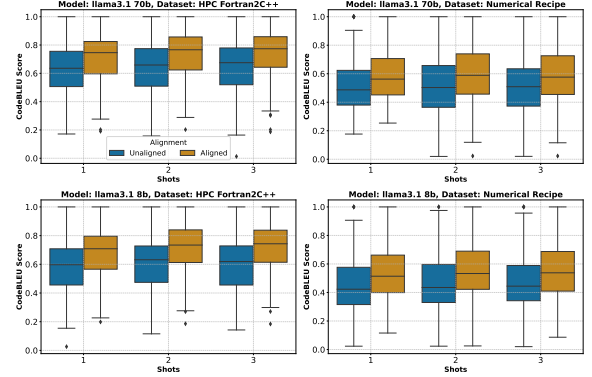 Model: llama3.1 70b, Dataset: HPC Fortran2C++
CodeBLEU Score
1.0
0.8
0.6
0.4
0.2
0.0
Alignment
Unaligned Aligned
1 2 3
Shots
Model: llama3.1 70b, Dataset: Numerical Recipe
CodeBLEU Score
1.0
0.8
0.6
0.4
0.2
0.0
1 2 3
Shots
Model: llama3.1 8b, Dataset: HPC Fortran2C++
CodeBLEU Score
1.0
0.8
0.6
0.4
0.2
0.0
1 2 3
Shots
Model: llama3.1 8b, Dataset: Numerical Recipe
CodeBLEU Score
1.0
0.8
0.6
0.4
0.2
0.0
1 2 3
Shots